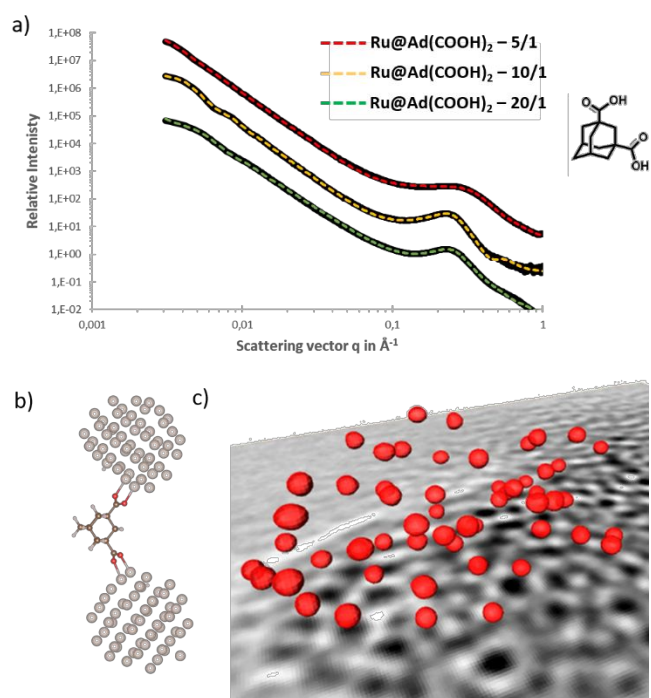 a)
1,E+08
1,E+07
1,E+06
1,E+05
1,E+04
1,E+03
1,E+02
1,E+01
1,E+00
1,E-01
1,E-02
Relative Intenisty
Ru@Ad(COOH)₂ – 5/1
Ru@Ad(COOH)₂ – 10/1
Ru@Ad(COOH)₂ – 20/1
O
OH
O
OH
0,001
0,01
0,1
1
Scattering vector q in Å⁻¹
b)
c)